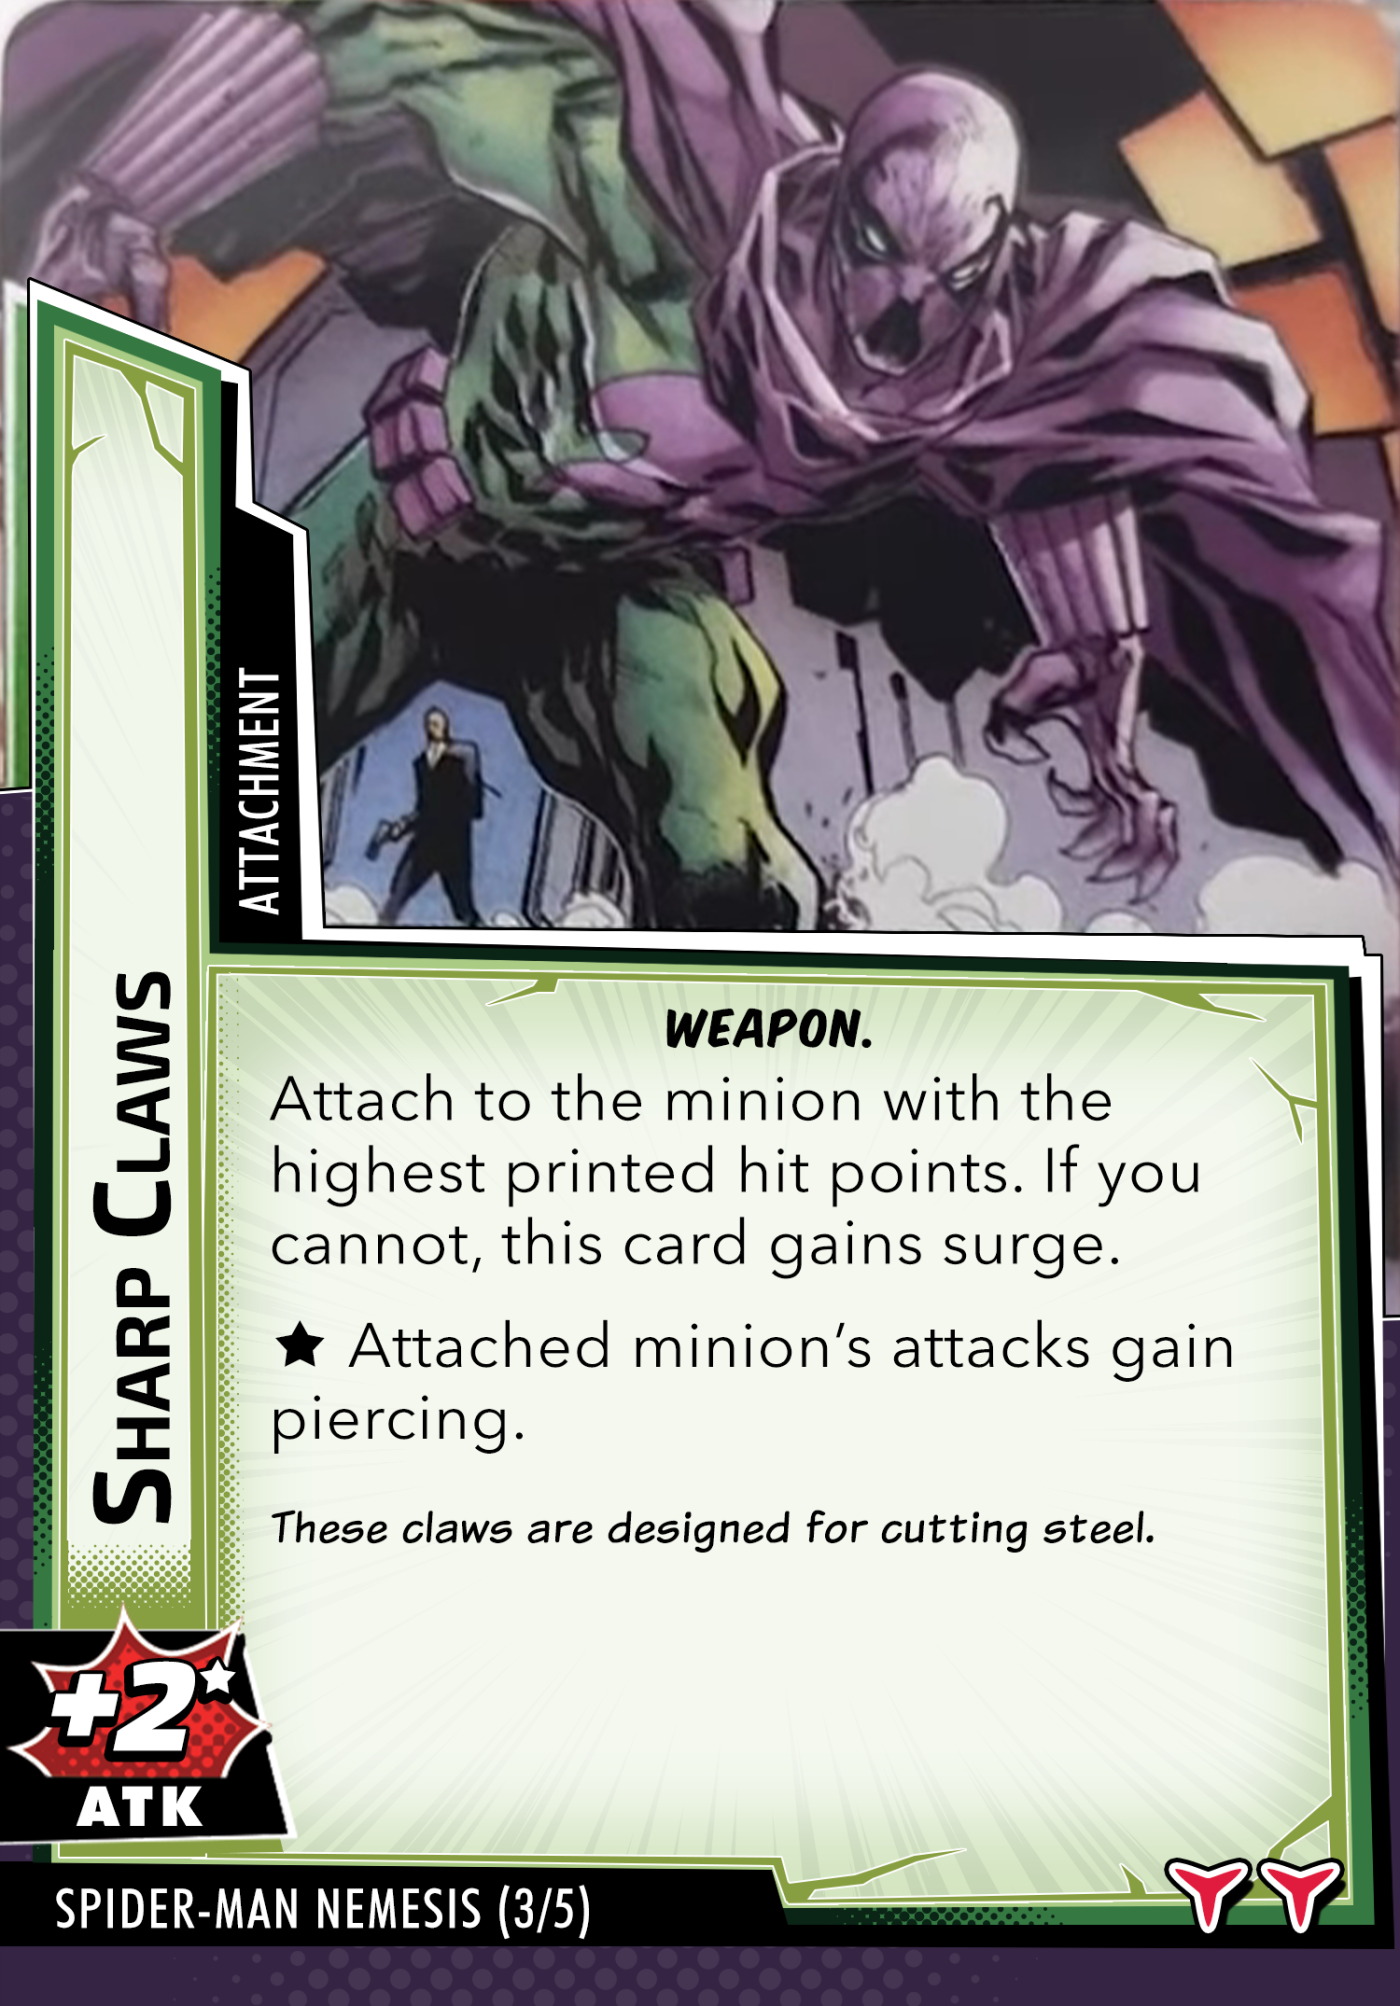 ATTACHMENT
SHARP CLAWS
WEAPON.
Attach to the minion with the
highest printed hit points. If you
cannot, this card gains surge.
★ Attached minion's attacks gain
piercing.
These claws are designed for cutting steel.
+2★
ATK
SPIDER-MAN NEMESIS (3/5)